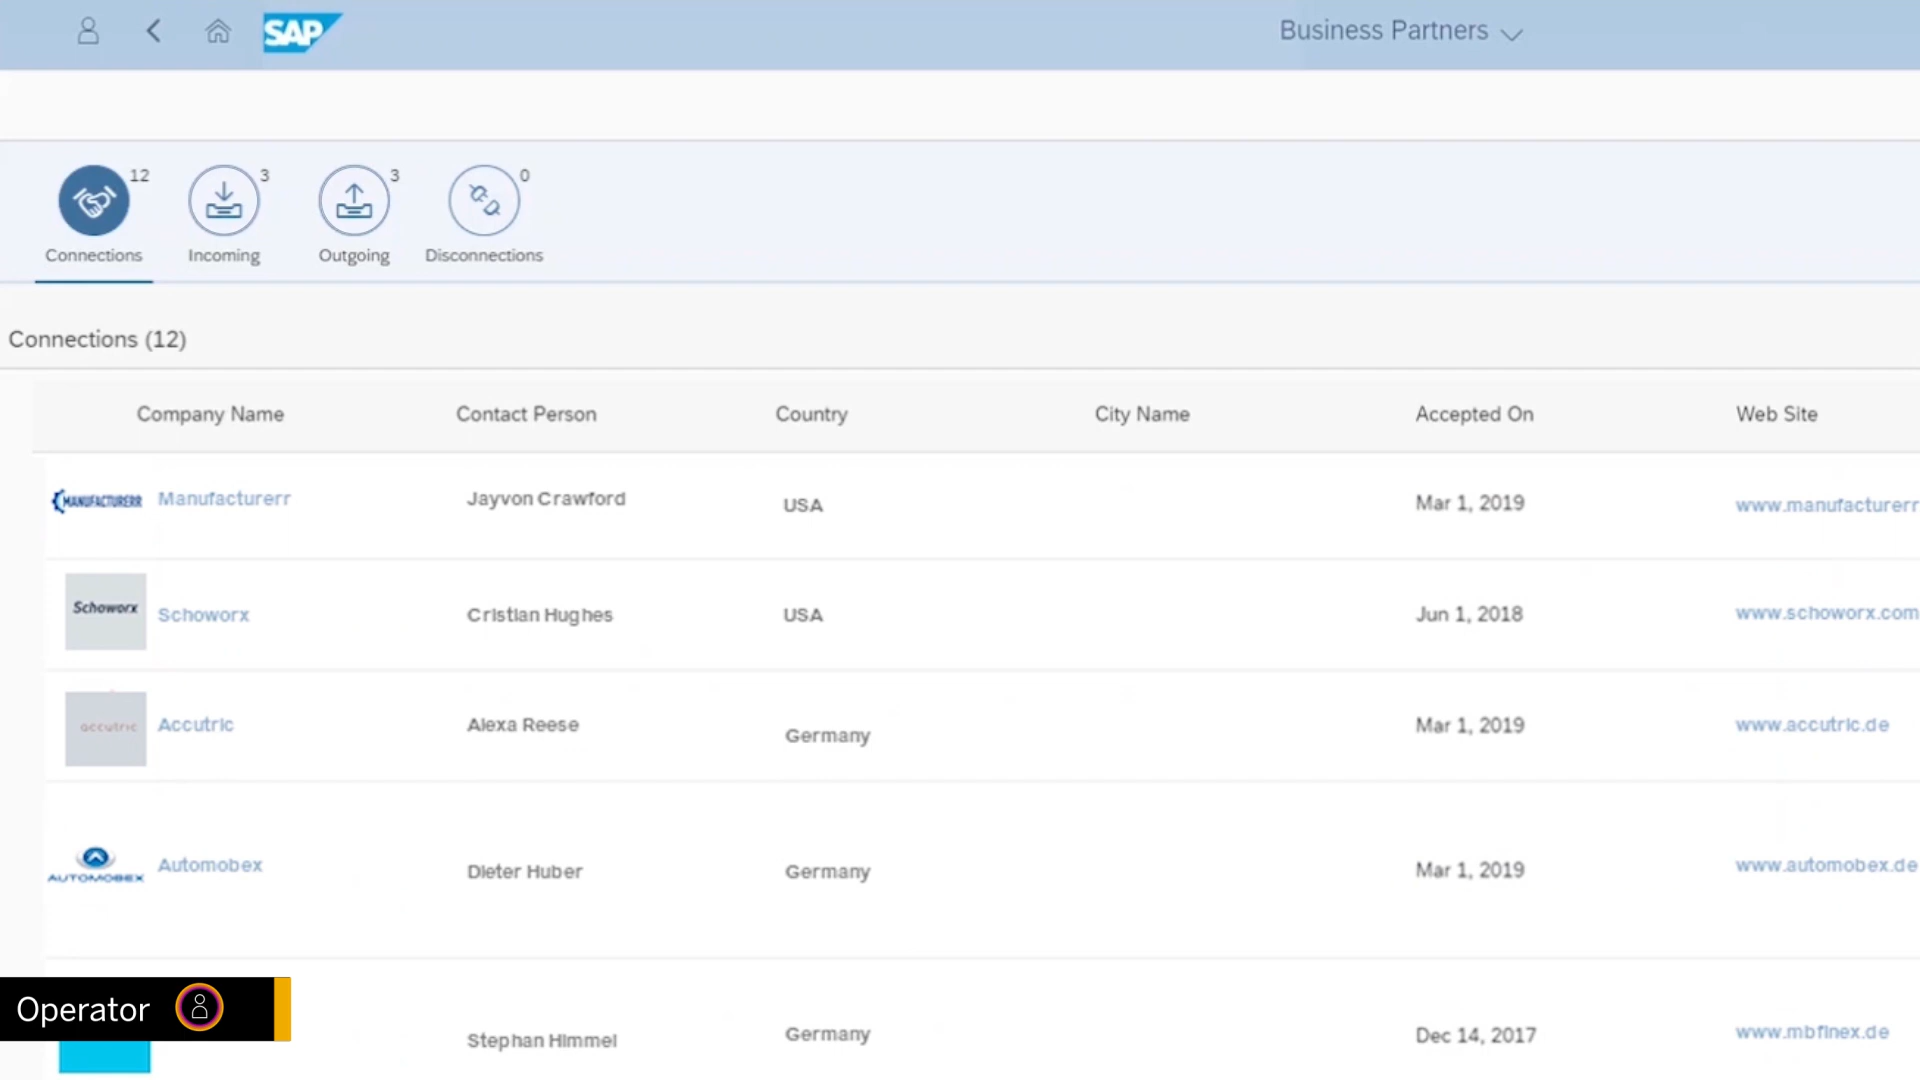 SAP Business Partners
12 3 3 0
Connections Incoming Outgoing Disconnections
Connections (12)
Company Name Contact Person Country City Name Accepted On Web Site
MANUFACTURERR Manufacturerr Jayvon Crawford USA Mar 1, 2019 www.manufacturerr
Schoworx Schoworx Cristian Hughes USA Jun 1, 2018 www.schoworx.com
accutric Accutric Alexa Reese Germany Mar 1, 2019 www.accutric.de
AUTOMOBEX Automobex Dieter Huber Germany Mar 1, 2019 www.automobex.de
Operator
Stephan Himmel Germany Dec 14, 2017 www.mbfinex.de